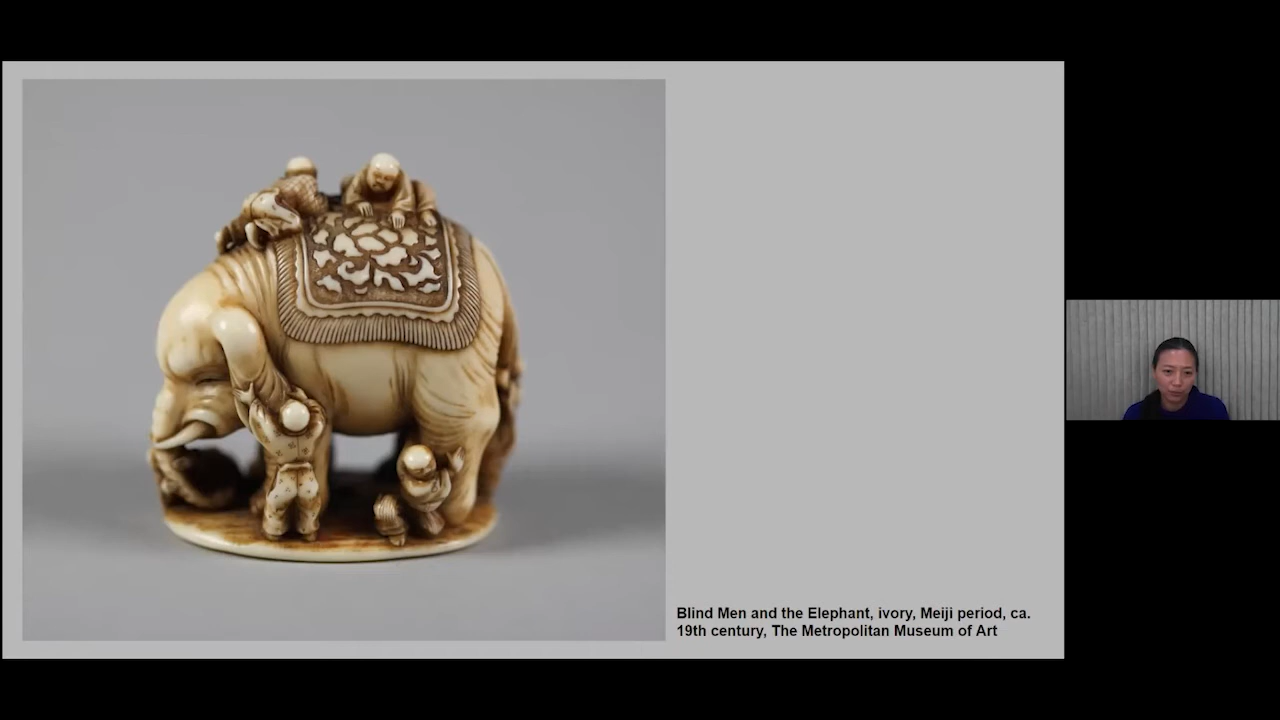 Blind Men and the Elephant, ivory, Meiji period, ca.
19th century, The Metropolitan Museum of Art